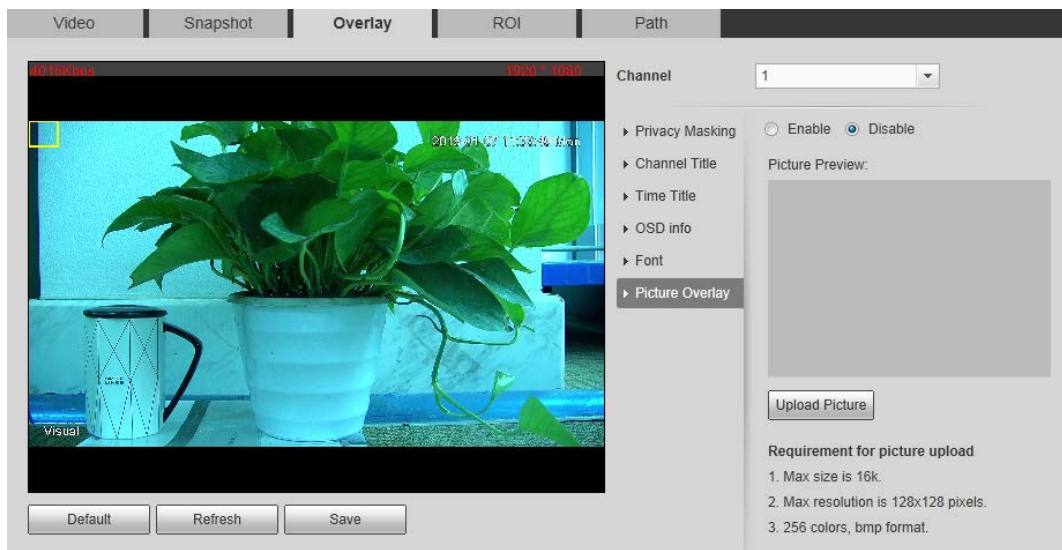 Video Snapshot Overlay ROI Path
4015Kbps 1920 * 1080
Channel 1
Privacy Masking
Channel Title
Time Title
OSD info
Font
Picture Overlay
Enable Disable
Picture Preview:
Upload Picture
Requirement for picture upload
1. Max size is 16k.
2. Max resolution is 128x128 pixels.
3. 256 colors, bmp format.
Visual
Default Refresh Save